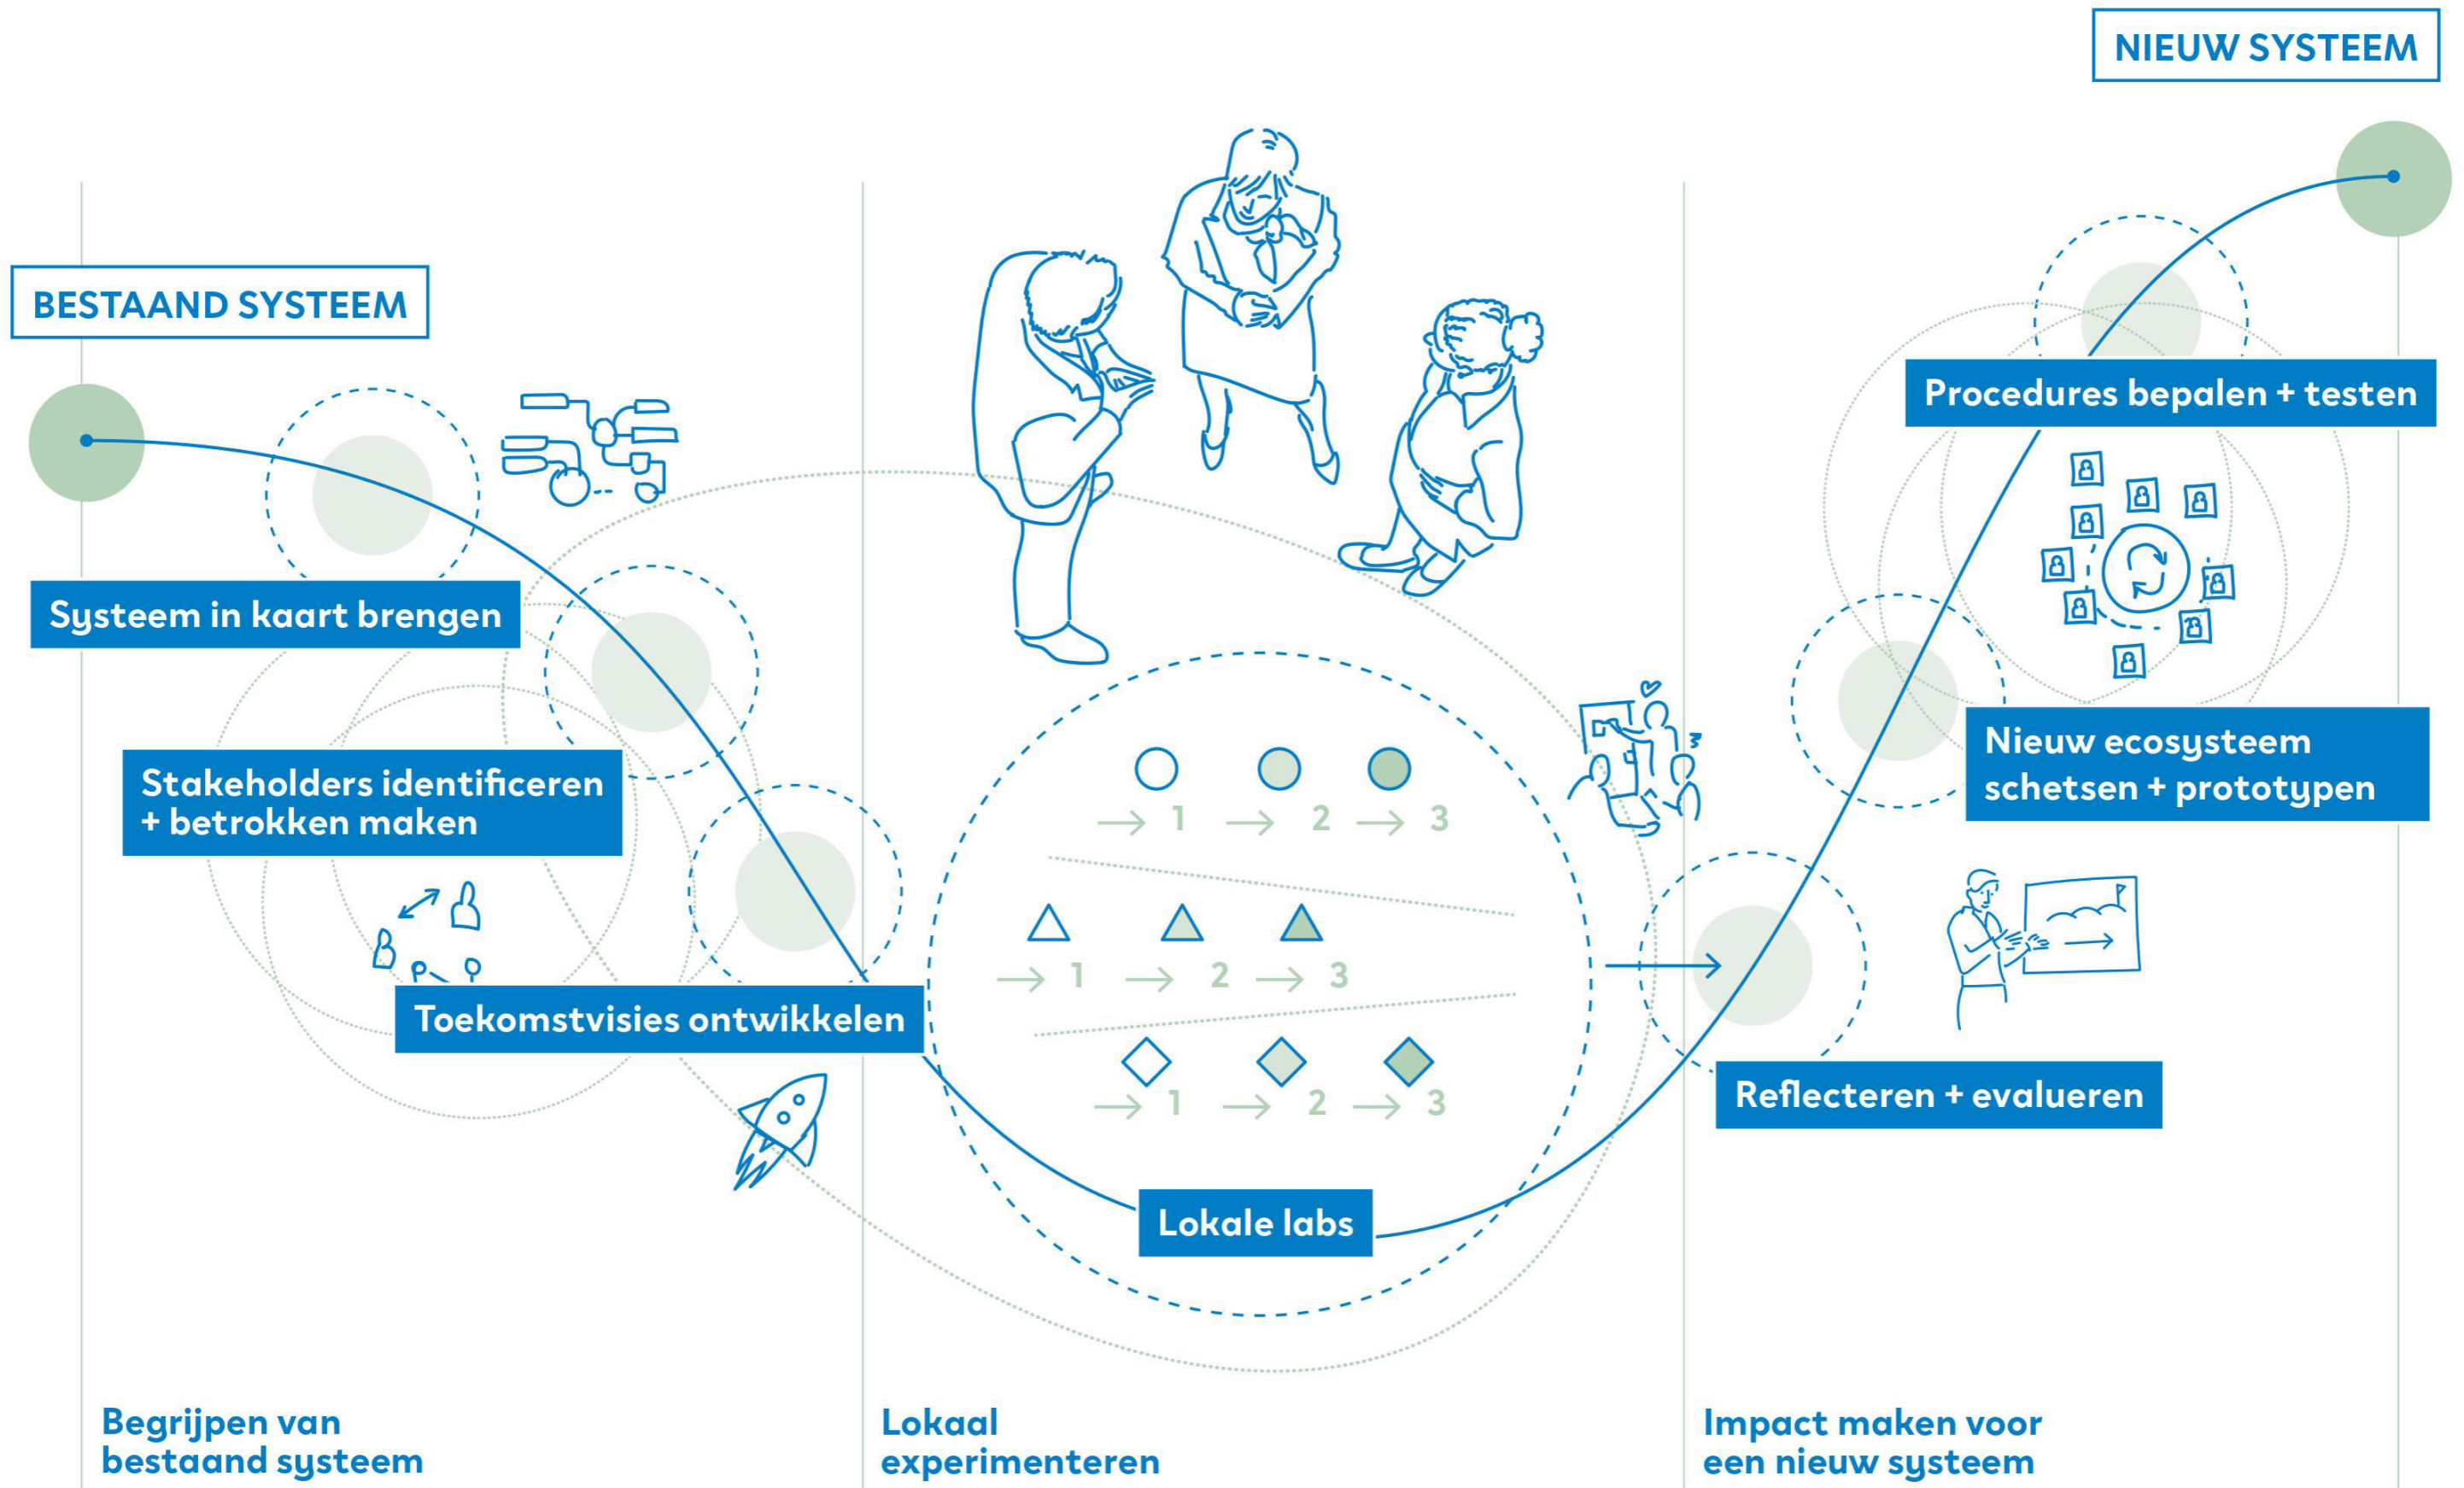 NIEUW SYSTEEM
BESTAAND SYSTEEM
Systeem in kaart brengen
Stakeholders identificeren
+ betrokken maken
Toekomstvisies ontwikkelen
→ 1 → 2 → 3
→ 1 → 2 → 3
→ 1 → 2 → 3
Lokale labs
Reflecteren + evalueren
Nieuw ecosysteem
schetsen + prototypen
Procedures bepalen + testen
Begrijpen van
bestaand systeem
Lokaal
experimenteren
Impact maken voor
een nieuw systeem